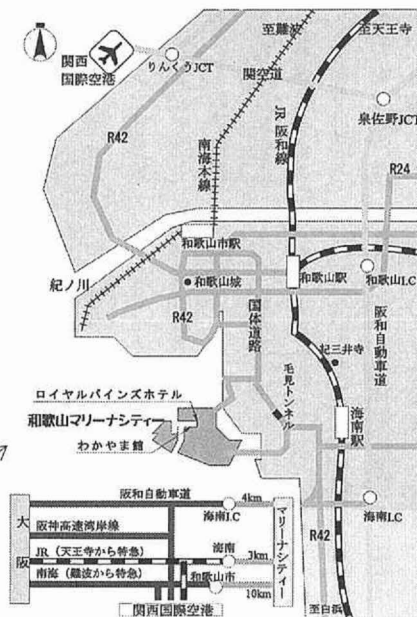 至難波
至天王寺
関西
国際空港
りんくうJCT
関空道
泉佐野JCT
R42
南海本線
JR阪和線
R24
和歌山市駅
紀ノ川
和歌山城
和歌山駅
和歌山I.C
R42
国体道路
阪和自動車道
紀三井寺
毛見トンネル
ロイヤルパインズホテル
和歌山マリーナシティー
わかやま館
海南駅
海南I.C
R42
至白浜
大阪
阪和自動車道
海南I.C
4km
阪神高速湾岸線
JR(天王寺から特急)
海南
3km
南海(難波から特急)
和歌山市
10km
マリーナシティー
関西国際空港